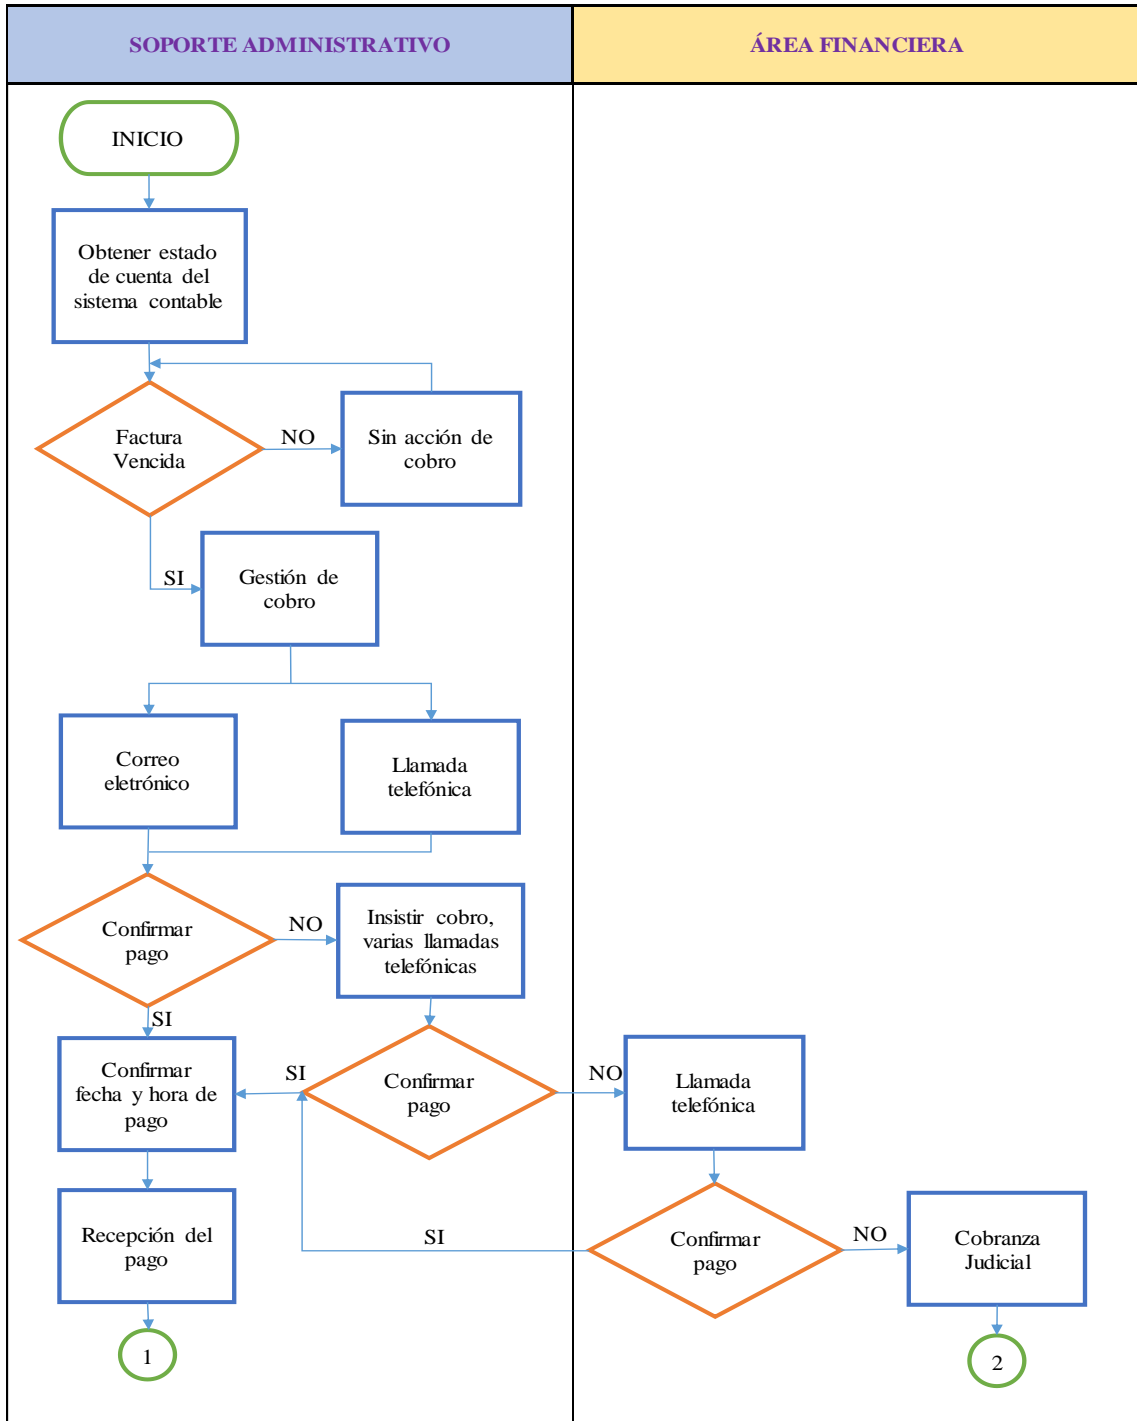 SOPORTE ADMINISTRATIVO
ÁREA FINANCIERA
INICIO
Obtener estado
de cuenta del
sistema contable
Factura
Vencida
NO
Sin acción de
cobro
SI
Gestión de
cobro
Correo
eletrónico
Llamada
telefónica
Confirmar
pago
NO
Insistir cobro,
varias llamadas
telefónicas
SI
Confirmar
fecha y hora de
pago
SI
Confirmar
pago
NO
Llamada
telefónica
Recepción del
pago
SI
Confirmar
pago
NO
Cobranza
Judicial
1
2